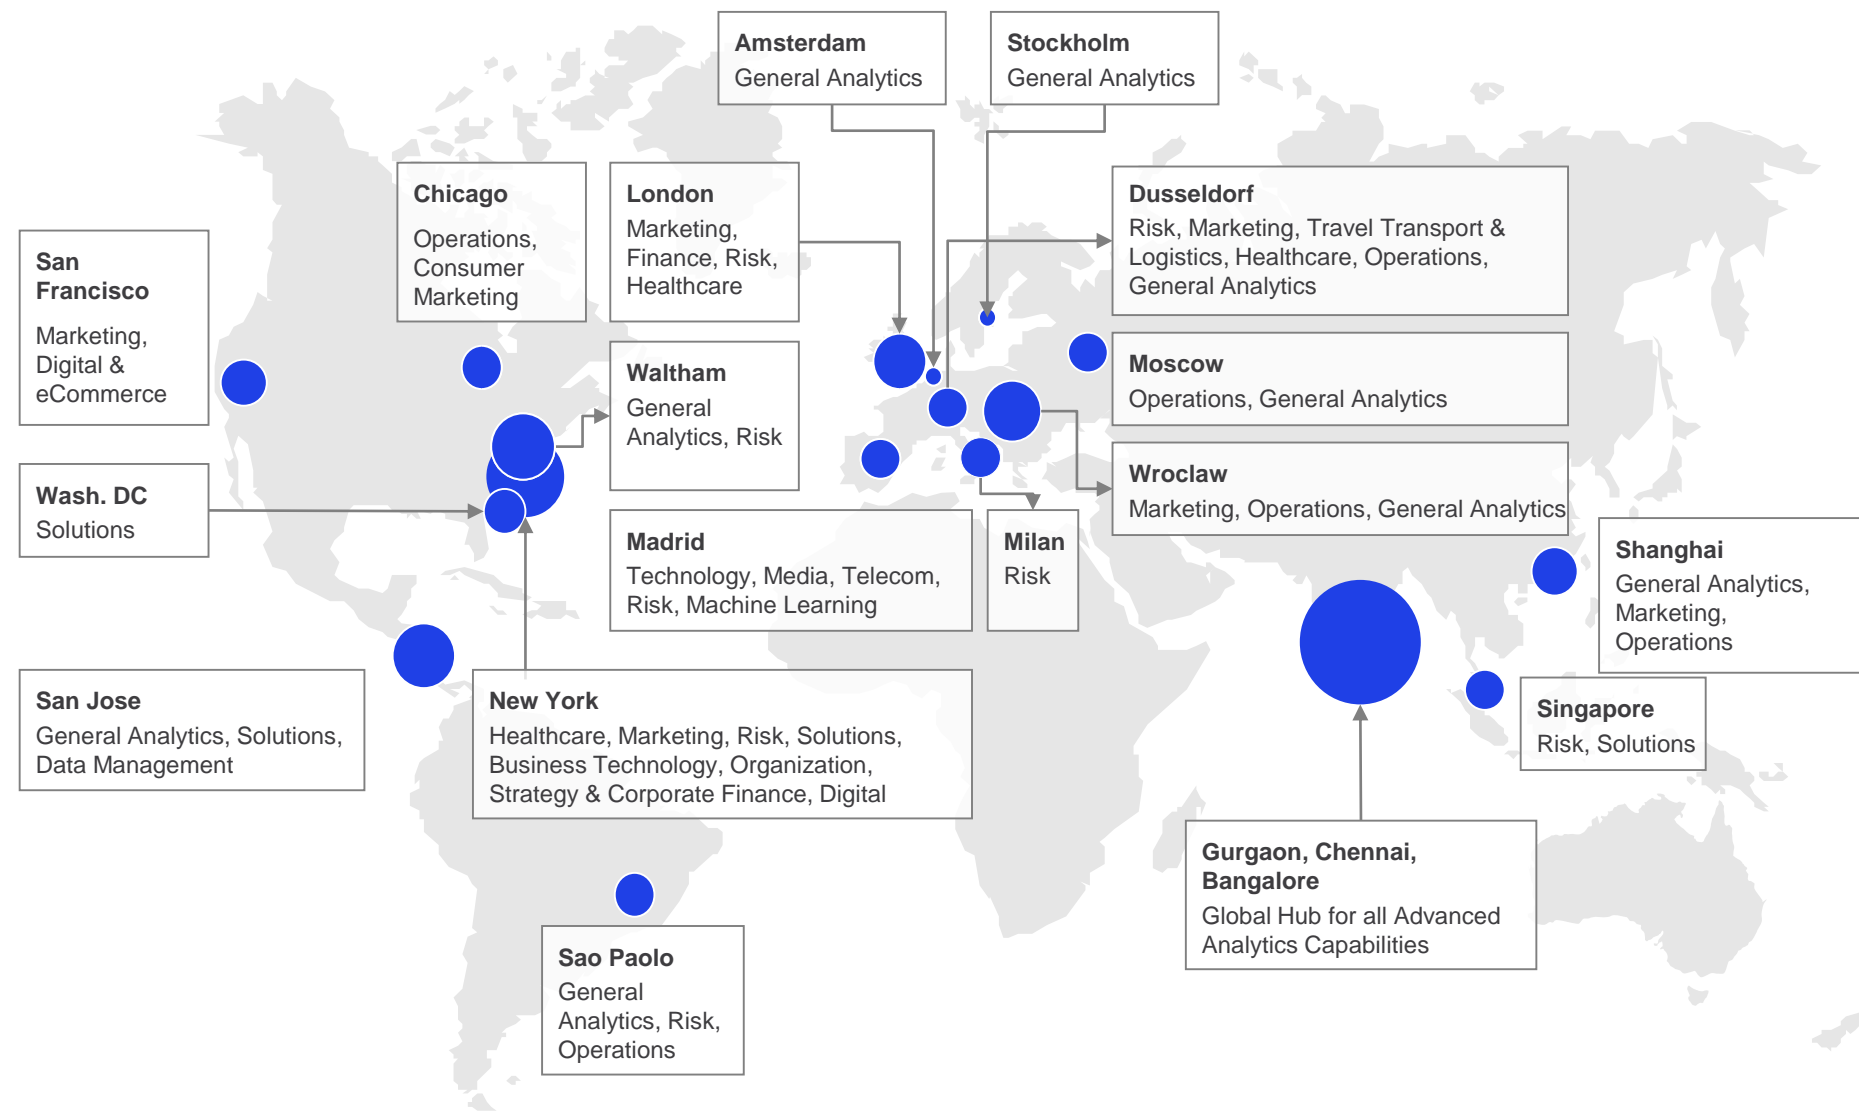 Amsterdam
General Analytics
Stockholm
General Analytics
Chicago
Operations,
Consumer
Marketing
London
Marketing,
Finance, Risk,
Healthcare
Dusseldorf
Risk, Marketing, Travel Transport &
Logistics, Healthcare, Operations,
General Analytics
San
Francisco
Marketing,
Digital &
eCommerce
Waltham
General
Analytics, Risk
Moscow
Operations, General Analytics
Wroclaw
Marketing, Operations, General Analytics
Wash. DC
Solutions
Madrid
Technology, Media, Telecom,
Risk, Machine Learning
Milan
Risk
Shanghai
General Analytics,
Marketing,
Operations
San Jose
General Analytics, Solutions,
Data Management
New York
Healthcare, Marketing, Risk, Solutions,
Business Technology, Organization,
Strategy & Corporate Finance, Digital
Singapore
Risk, Solutions
Gurgaon, Chennai,
Bangalore
Global Hub for all Advanced
Analytics Capabilities
Sao Paolo
General
Analytics, Risk,
Operations